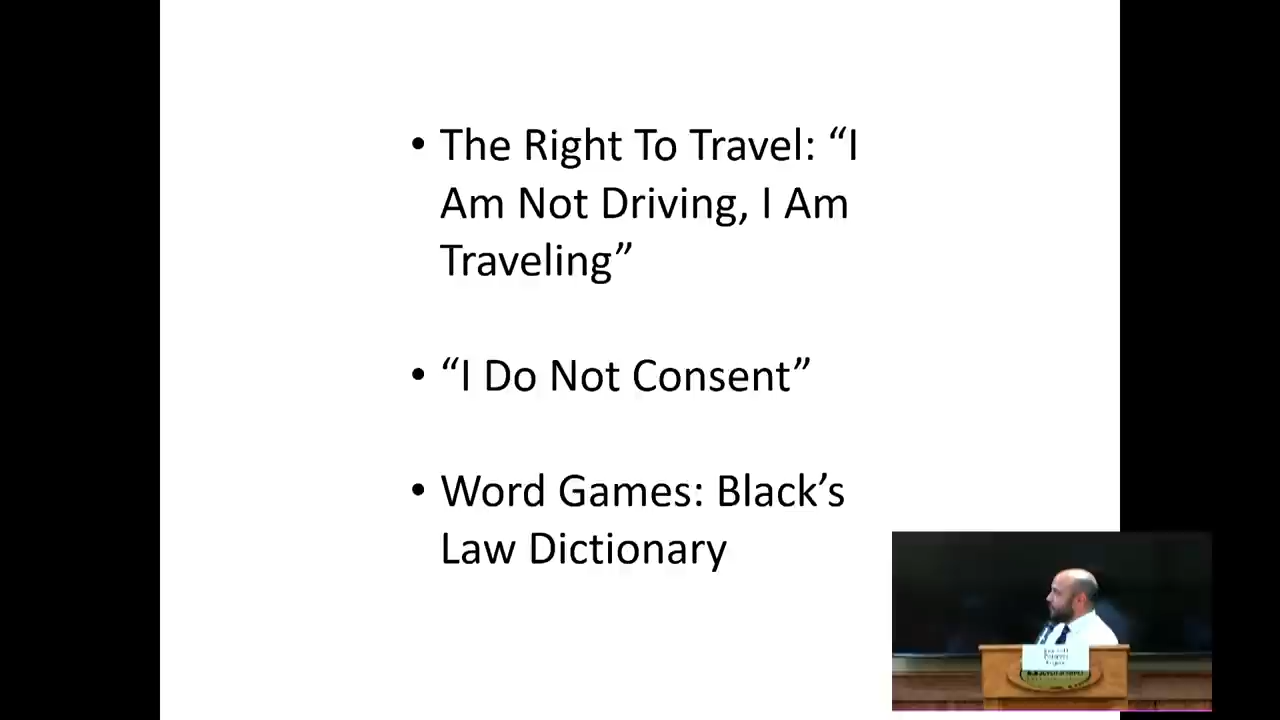 • The Right To Travel: “I
Am Not Driving, I Am
Traveling”
• “I Do Not Consent”
• Word Games: Black’s
Law Dictionary